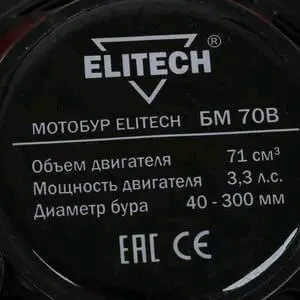 ELITECH ®
МОТОБУР ELITECH БМ 70В
Объем двигателя 71 см³
Мощность двигателя 3,3 л.с.
Диаметр бура 40 - 300 мм
EAC CE